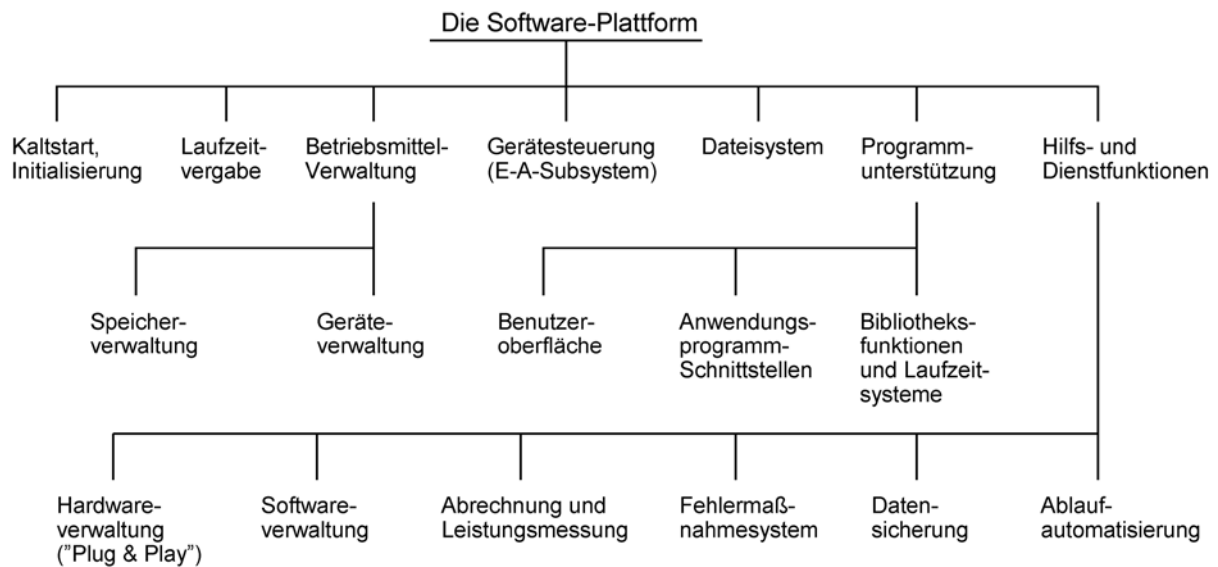 Die Software-Plattform
Kaltstart,
Initialisierung
Laufzeit-
vergabe
Betriebsmittel-
Verwaltung
Gerätesteuerung
(E-A-Subsystem)
Dateisystem
Programm-
unterstützung
Hilfs- und
Dienstfunktionen
Speicher-
verwaltung
Geräte-
verwaltung
Benutzer-
oberfläche
Anwendungs-
programm-
Schnittstellen
Bibliotheks-
funktionen
und Laufzeit-
systeme
Hardware-
verwaltung
("Plug & Play")
Software-
verwaltung
Abrechnung und
Leistungsmessung
Fehlermaß-
nahmesystem
Daten-
sicherung
Ablauf-
automatisierung